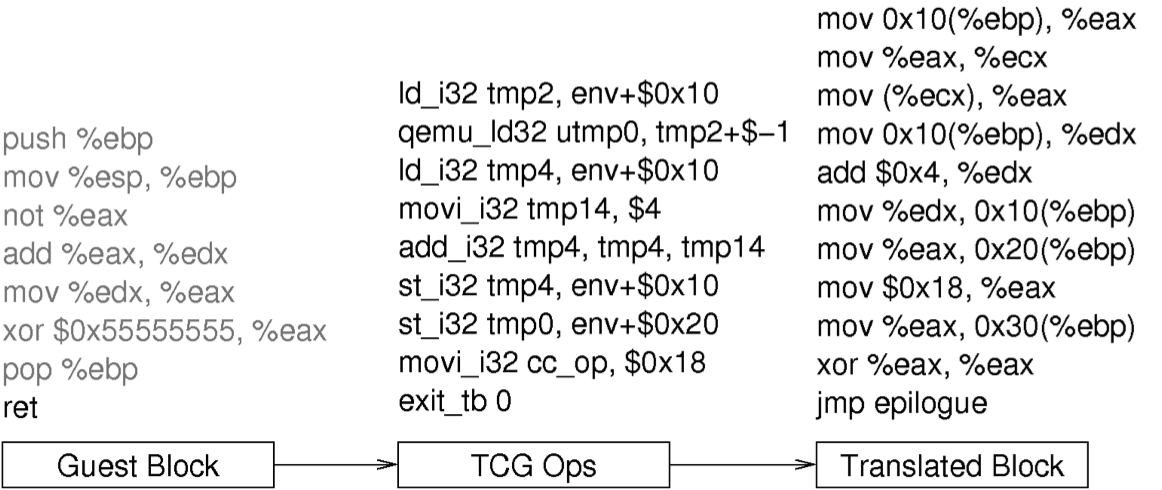 push %ebp
mov %esp, %ebp
not %eax
add %eax, %edx
mov %edx, %eax
xor $0x55555555, %eax
pop %ebp
ret
Guest Block
ld_i32 tmp2, env+$0x10
qemu_ld32 utmp0, tmp2+$−1
ld_i32 tmp4, env+$0x10
movi_i32 tmp14, $4
add_i32 tmp4, tmp4, tmp14
st_i32 tmp4, env+$0x10
st_i32 tmp0, env+$0x20
movi_i32 cc_op, $0x18
exit_tb 0
TCG Ops
mov 0x10(%ebp), %eax
mov %eax, %ecx
mov (%ecx), %eax
mov 0x10(%ebp), %edx
add $0x4, %edx
mov %edx, 0x10(%ebp)
mov %eax, 0x20(%ebp)
mov $0x18, %eax
mov %eax, 0x30(%ebp)
xor %eax, %eax
jmp epilogue
Translated Block